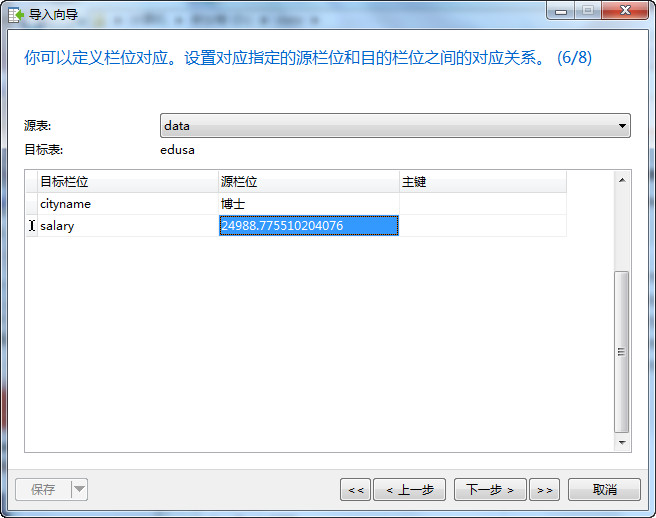 导入向导
你可以定义栏位对应。设置对应指定的源栏位和目的栏位之间的对应关系。 (6/8)
源表: data
目标表: edusa
目标栏位 源栏位 主键
cityname 博士
salary 24988.775510204076
保存 << < 上一步 下一步 > >> 取消